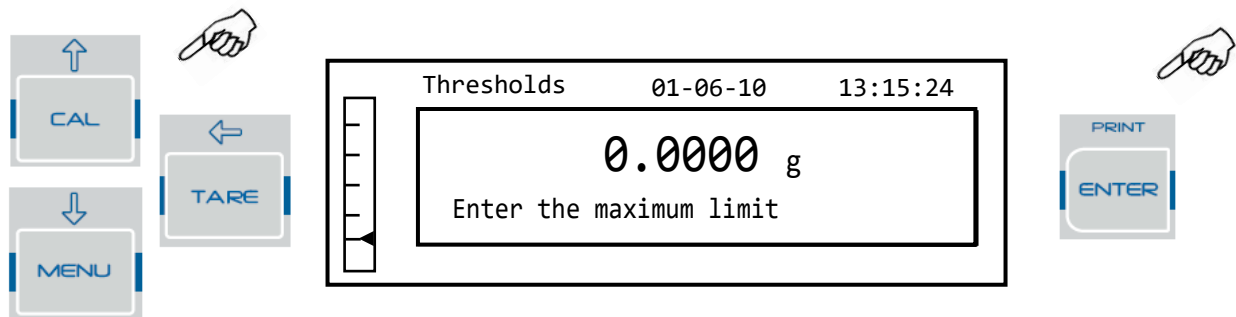 CAL
MENU
TARE
Thresholds 01-06-10 13:15:24
0.0000 g
Enter the maximum limit
PRINT
ENTER